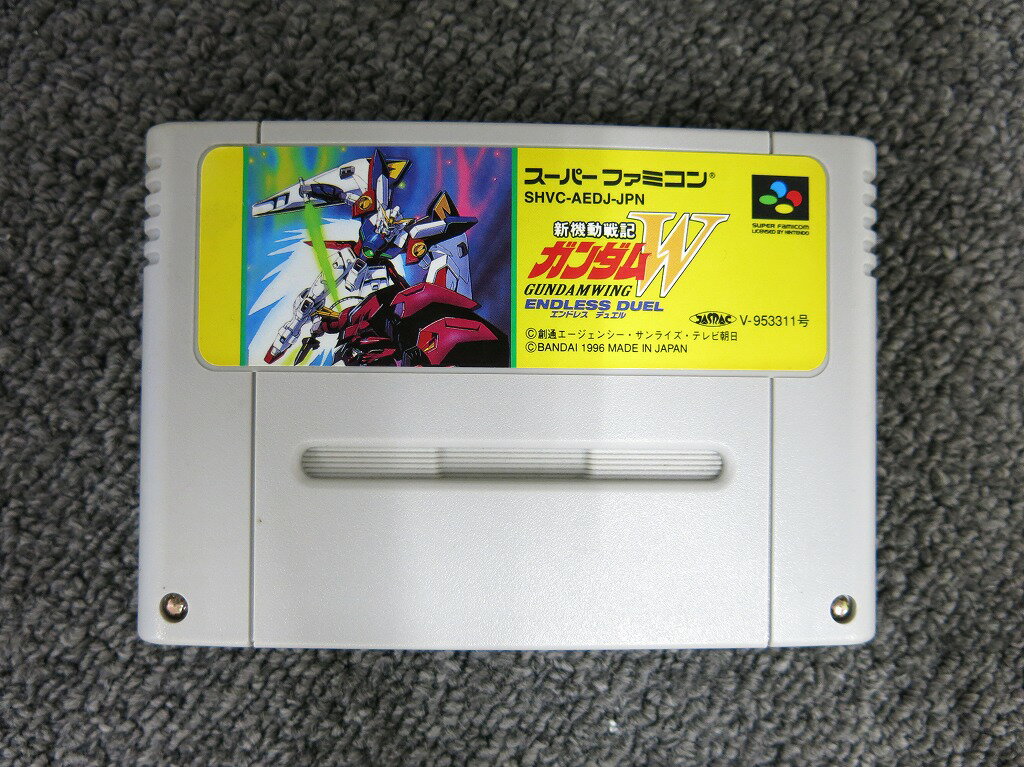 スーパーファミコン®
SHVC-AEDJ-JPN
新機動戦記
ガンダムW
GUNDAMWING
ENDLESS DUEL
エンドレス デュエル
SUPER FAMICOM
LICENSED BY NINTENDO
JASRAC V-953311号
©創通エージェンシー・サンライズ・テレビ朝日
©BANDAI 1996 MADE IN JAPAN